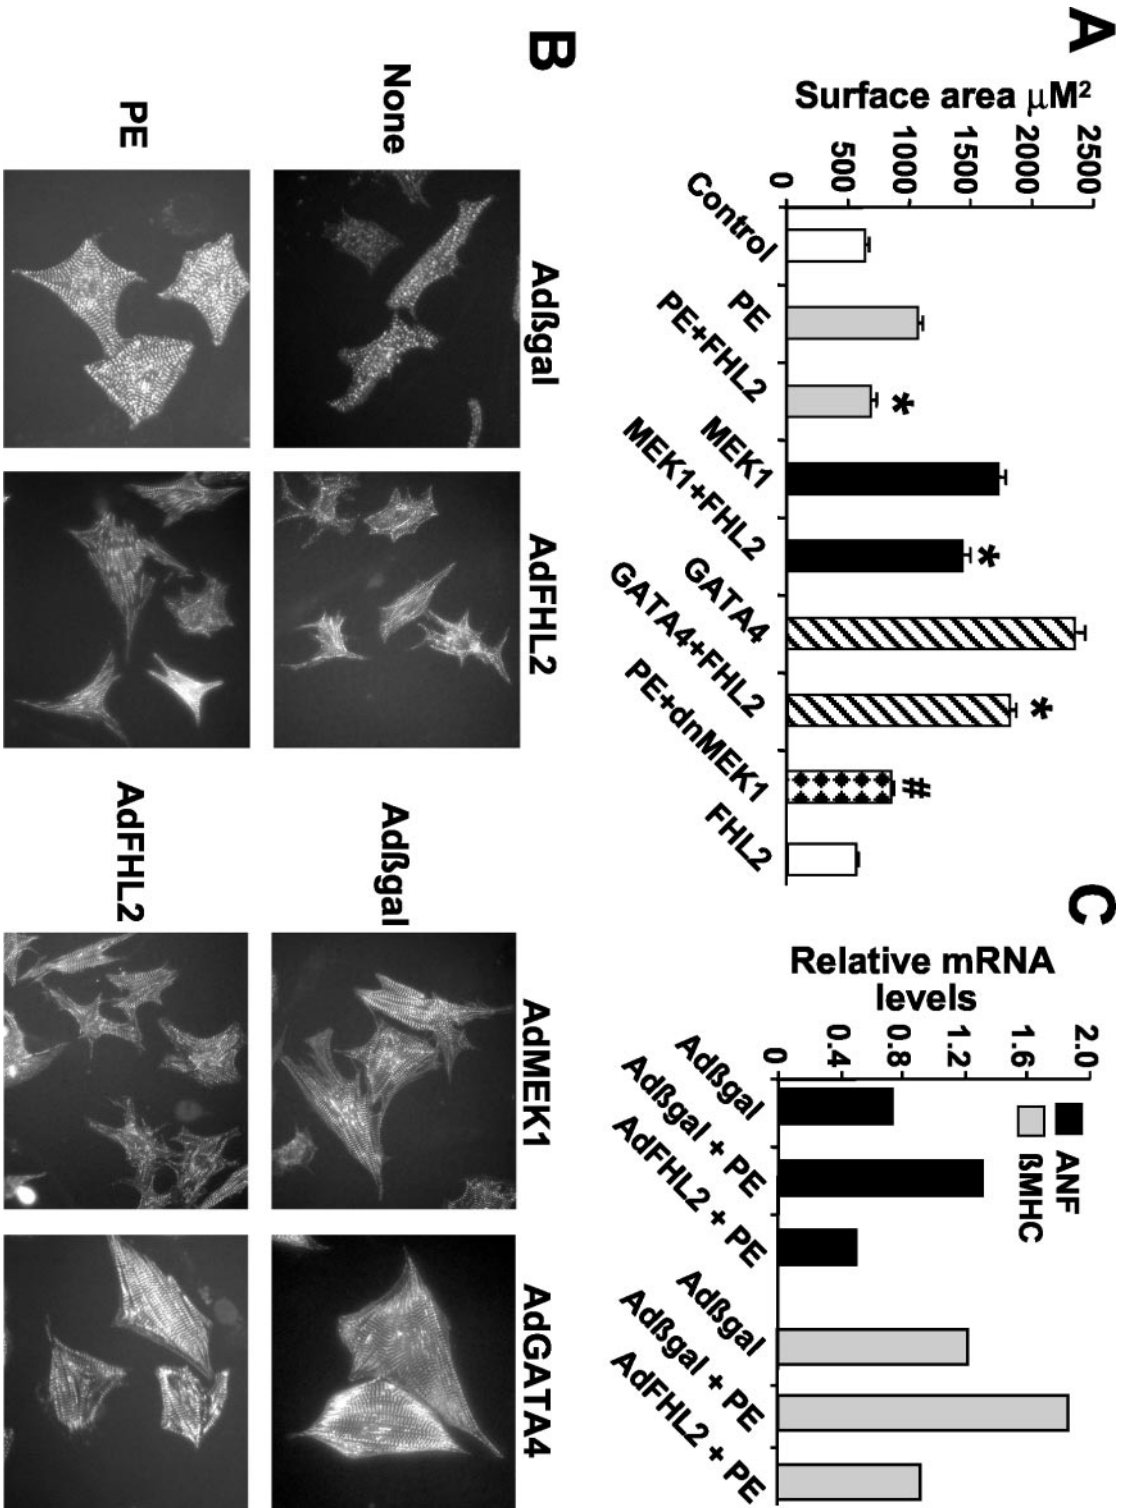 A
Surface area μM²
2500
2000
1500
1000
500
0
Control
PE
PE+FHL2
MEK1
MEK1+FHL2
GATA4
GATA4+FHL2
PE+dnMEK1
FHL2
*
*
*
#
C
Relative mRNA
levels
2.0
1.6
1.2
0.8
0.4
0
ANF
ßMHC
Adßgal
Adßgal + PE
AdFHL2 + PE
Adßgal
Adßgal + PE
AdFHL2 + PE
B
Adßgal
AdFHL2
None
PE
AdMEK1
AdGATA4
Adßgal
AdFHL2